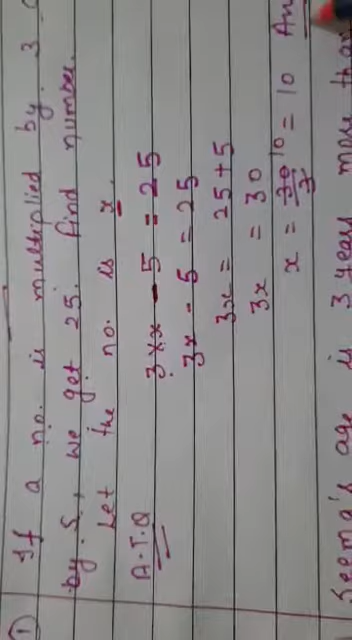 ① If a no. is multiplied by 3
by 5, we get 25. find number.
Let the no. is x.
A.T.Q
3 × x - 5 = 25
3x - 5 = 25
3x = 25 + 5
3x = 30
x = 30/3 10 = 10 Ans
Seema's age is 3 years more than